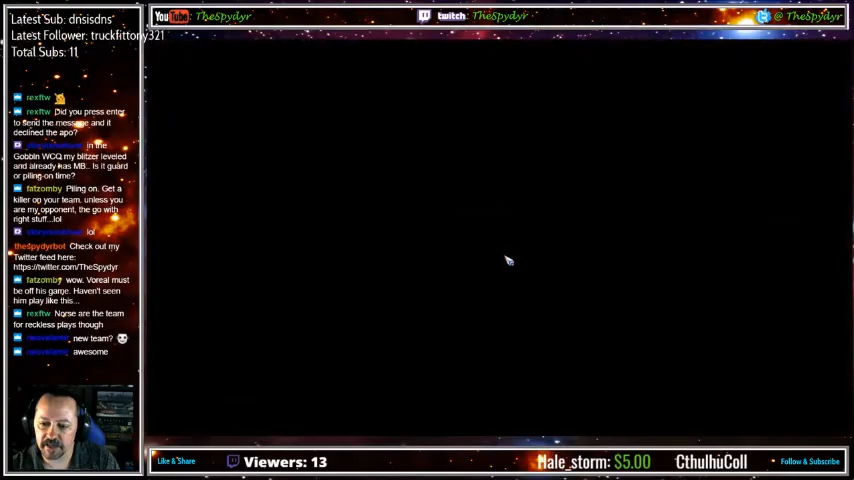 Latest Sub: dnisisdns
Latest Follower: truckfittony321
Total Subs: 11
YouTube: TheSpydyr
twitch: TheSpydyr
@ TheSpydyr
rexftw
rexftw Did you press enter
to send the message and it
declined the apo?
in the
Gobbln WCQ my blitzer leveled
and already has MB.. Is it guard
or piling-on time?
fatzomby Piling on. Get a
killer on your team. unless you
are my opponent, the go with
right stuff...lol
lol
thespydyrbot Check out my
Twitter feed here:
https://twitter.com/TheSpydyr
fatzomby wow. Voreal must
be off his game. Haven't seen
him play like this...
rexftw Norse are the team
for reckless plays though
new team?
awesome
Like & Share
Viewers: 13
Male_storm: $5.00
CthulhuColl
Follow & Subscribe